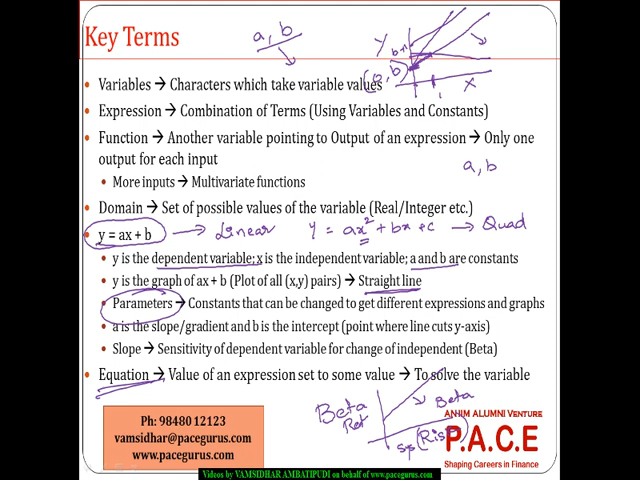 Key Terms
a, b
y
b+1
(0, b)
1
x
Variables → Characters which take variable values
Expression → Combination of Terms (Using Variables and Constants)
Function → Another variable pointing to Output of an expression → Only one
output for each input
a, b
More inputs → Multivariate functions
Domain → Set of possible values of the variable (Real/Integer etc.)
y = ax + b → Linear y = ax² + bx + c → Quad
y is the dependent variable; x is the independent variable; a and b are constants
y is the graph of ax + b (Plot of all (x,y) pairs) → Straight line
Parameters → Constants that can be changed to get different expressions and graphs
a is the slope/gradient and b is the intercept (point where line cuts y-axis)
Slope → Sensitivity of dependent variable for change of independent (Beta)
Equation → Value of an expression set to some value → To solve the variable
Beta
Ret
Beta
(Risk)
Ph: 98480 12123
vamsidhar@pacegurus.com
www.pacegurus.com
AN IIM ALUMNI VENTURE
P.A.C.E
Shaping Careers in Finance
Videos by VAMSIDHAR AMBATIPUDI on behalf of www.pacegurus.com